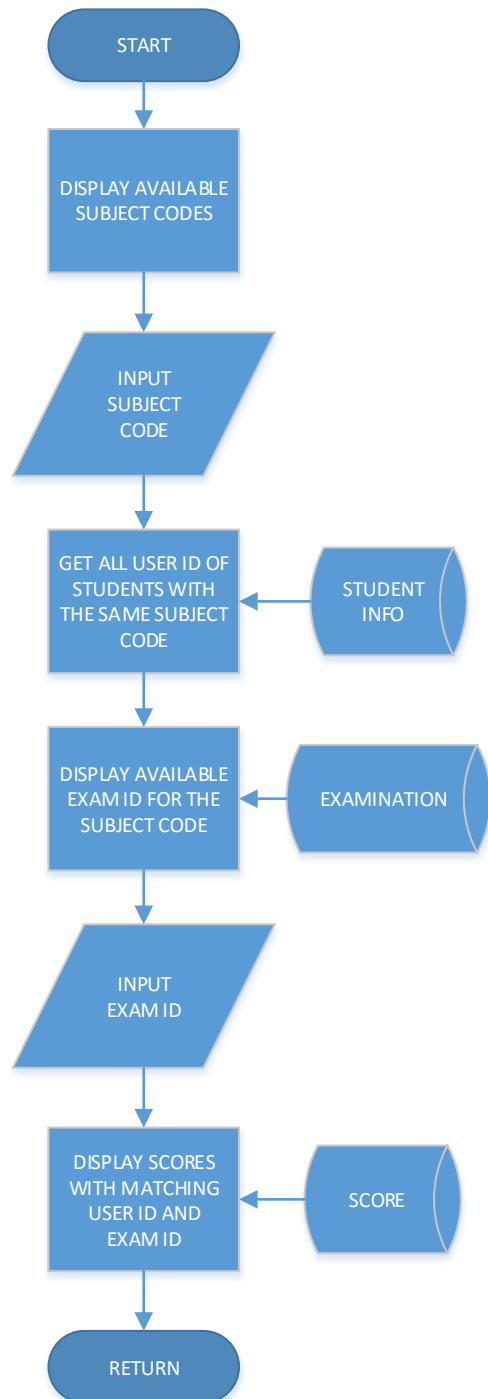 START
DISPLAY AVAILABLE
SUBJECT CODES
INPUT
SUBJECT
CODE
GET ALL USER ID OF
STUDENTS WITH
THE SAME SUBJECT
CODE
STUDENT
INFO
DISPLAY AVAILABLE
EXAM ID FOR THE
SUBJECT CODE
EXAMINATION
INPUT
EXAM ID
DISPLAY SCORES
WITH MATCHING
USER ID AND
EXAM ID
SCORE
RETURN